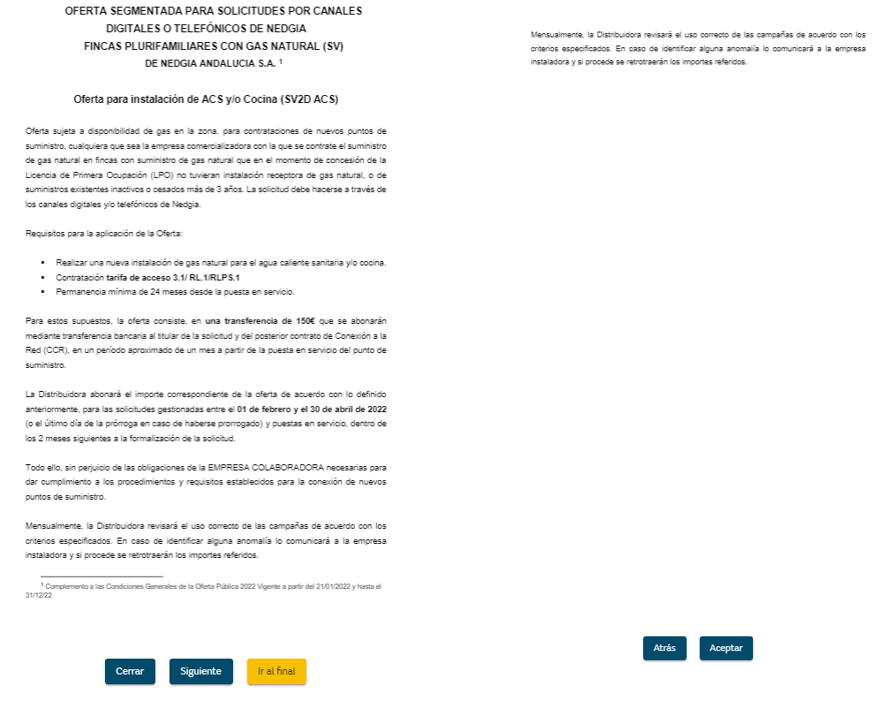 OFERTA SEGMENTADA PARA SOLICITUDES POR CANALES
DIGITALES O TELEFÓNICOS DE NEDGIA
FINCAS PLURIFAMILIARES CON GAS NATURAL (SV)
DE NEDGIA ANDALUCIA S.A. ¹
Oferta para instalación de ACS y/o Cocina (SV2D ACS)
Oferta sujeta a disponibilidad de gas en la zona, para contrataciones de nuevos puntos de
suministro, cualquiera que sea la empresa comercializadora con la que se contrate el suministro
de gas natural en fincas con suministro de gas natural que en el momento de concesión de la
Licencia de Primera Ocupación (LPO) no tuvieran instalación receptora de gas natural, o de
suministros existentes inactivos o cesados más de 3 años. La solicitud debe hacerse a través de
los canales digitales y/o telefónicos de Nedgia.
Requisitos para la aplicación de la Oferta:
• Realizar una nueva instalación de gas natural para el agua caliente sanitaria y/o cocina.
• Contratación tarifa de acceso 3.1/ RL.1/RLPS.1
• Permanencia mínima de 24 meses desde la puesta en servicio.
Para estos supuestos, la oferta consiste, en una transferencia de 150€ que se abonarán
mediante transferencia bancaria al titular de la solicitud y del posterior contrato de Conexión a la
Red (CCR), en un período aproximado de un mes a partir de la puesta en servicio del punto de
suministro.
La Distribuidora abonará el importe correspondiente de la oferta de acuerdo con lo definido
anteriormente, para las solicitudes gestionadas entre el 01 de febrero y el 30 de abril de 2022
(o el último día de la prórroga en caso de haberse prorrogado) y puestas en servicio, dentro de
los 2 meses siguientes a la formalización de la solicitud.
Todo ello, sin perjuicio de las obligaciones de la EMPRESA COLABORADORA necesarias para
dar cumplimiento a los procedimientos y requisitos establecidos para la conexión de nuevos
puntos de suministro.
Mensualmente, la Distribuidora revisará el uso correcto de las campañas de acuerdo con los
criterios especificados. En caso de identificar alguna anomalía lo comunicará a la empresa
instaladora y si procede se retrotraerán los importes referidos.
¹ Complemento a las Condiciones Generales de la Oferta Pública 2022 Vigente a partir del 21/01/2022 y hasta el
31/12/22
Cerrar
Siguiente
Ir al final
Mensualmente, la Distribuidora revisará el uso correcto de las campañas de acuerdo con los
criterios especificados. En caso de identificar alguna anomalía lo comunicará a la empresa
instaladora y si procede se retrotraerán los importes referidos.
Atrás
Aceptar